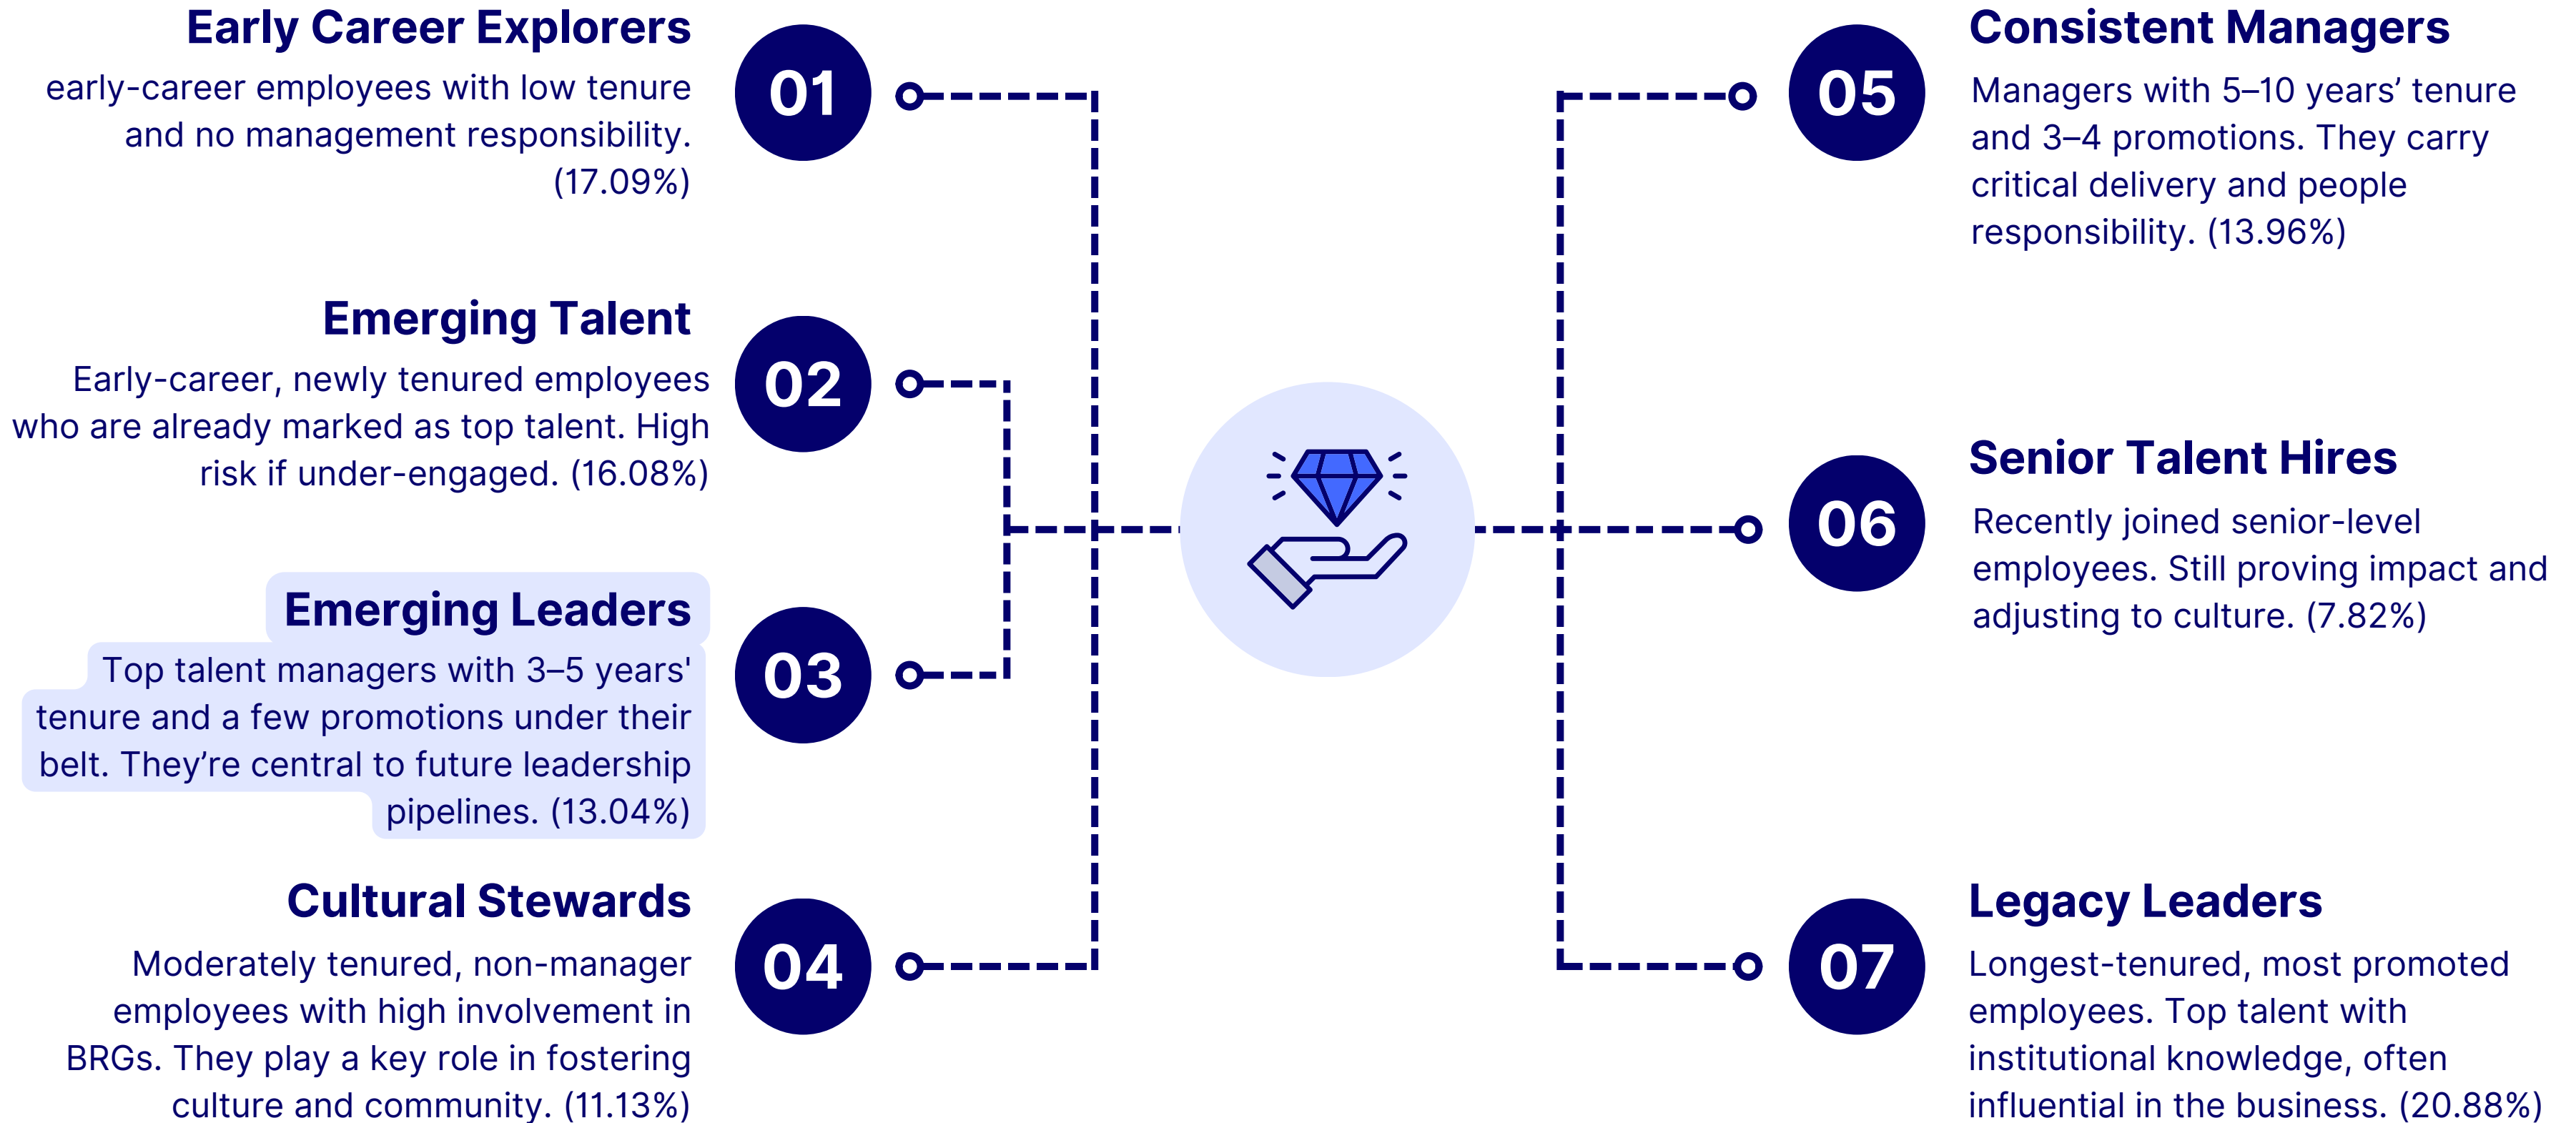 Early Career Explorers
early-career employees with low tenure
and no management responsibility.
(17.09%)
01
Emerging Talent
Early-career, newly tenured employees
who are already marked as top talent. High
risk if under-engaged. (16.08%)
02
Emerging Leaders
Top talent managers with 3–5 years'
tenure and a few promotions under their
belt. They’re central to future leadership
pipelines. (13.04%)
03
Cultural Stewards
Moderately tenured, non-manager
employees with high involvement in
BRGs. They play a key role in fostering
culture and community. (11.13%)
04
05
Consistent Managers
Managers with 5–10 years’ tenure
and 3–4 promotions. They carry
critical delivery and people
responsibility. (13.96%)
06
Senior Talent Hires
Recently joined senior-level
employees. Still proving impact and
adjusting to culture. (7.82%)
07
Legacy Leaders
Longest-tenured, most promoted
employees. Top talent with
institutional knowledge, often
influential in the business. (20.88%)